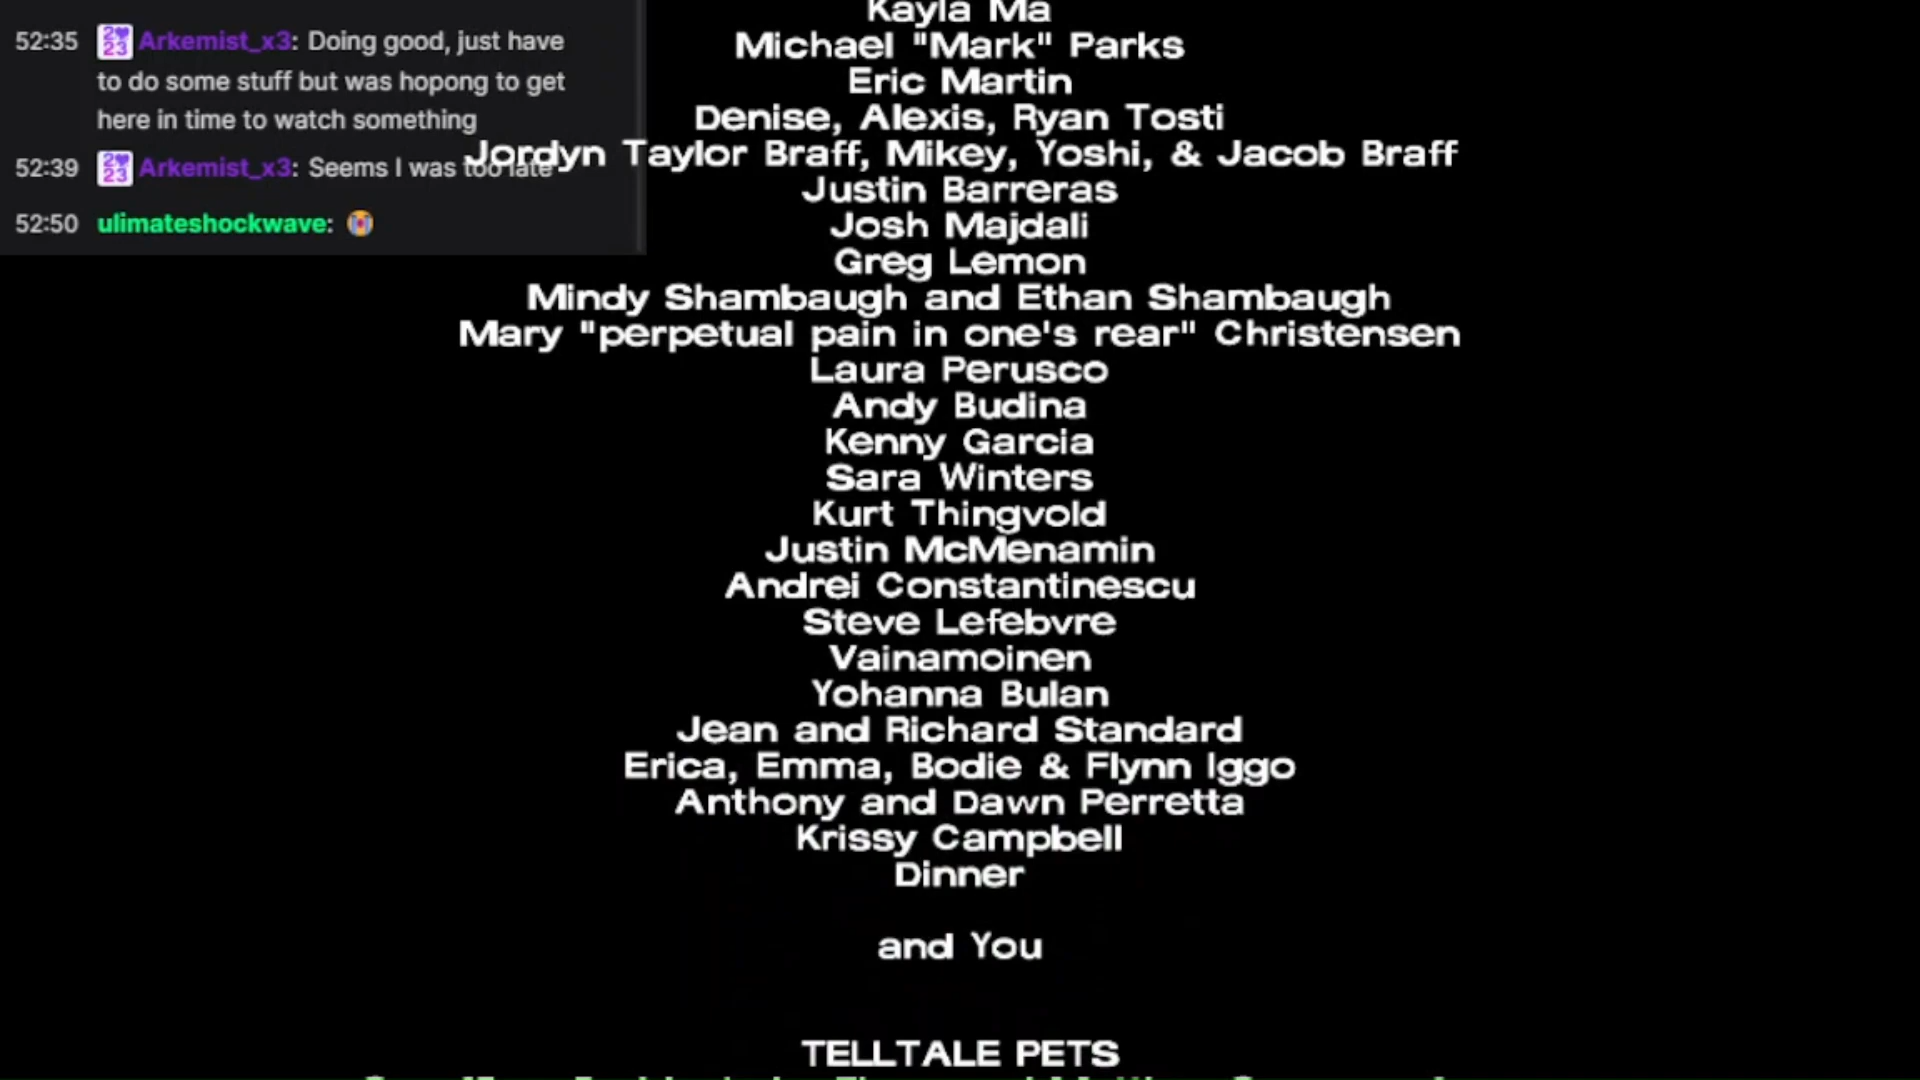 52:35 Arkemist_x3: Doing good, just have
to do some stuff but was hopong to get
here in time to watch something
52:39 Arkemist_x3: Seems I was too late
52:50 ulimateshockwave:
Kayla Ma
Michael "Mark" Parks
Eric Martin
Denise, Alexis, Ryan Tosti
Jordyn Taylor Braff, Mikey, Yoshi, & Jacob Braff
Justin Barreras
Josh Majdali
Greg Lemon
Mindy Shambaugh and Ethan Shambaugh
Mary "perpetual pain in one's rear" Christensen
Laura Perusco
Andy Budina
Kenny Garcia
Sara Winters
Kurt Thingvold
Justin McMenamin
Andrei Constantinescu
Steve Lefebvre
Vainamoinen
Yohanna Bulan
Jean and Richard Standard
Erica, Emma, Bodie & Flynn Iggo
Anthony and Dawn Perretta
Krissy Campbell
Dinner
and You
TELLTALE PETS